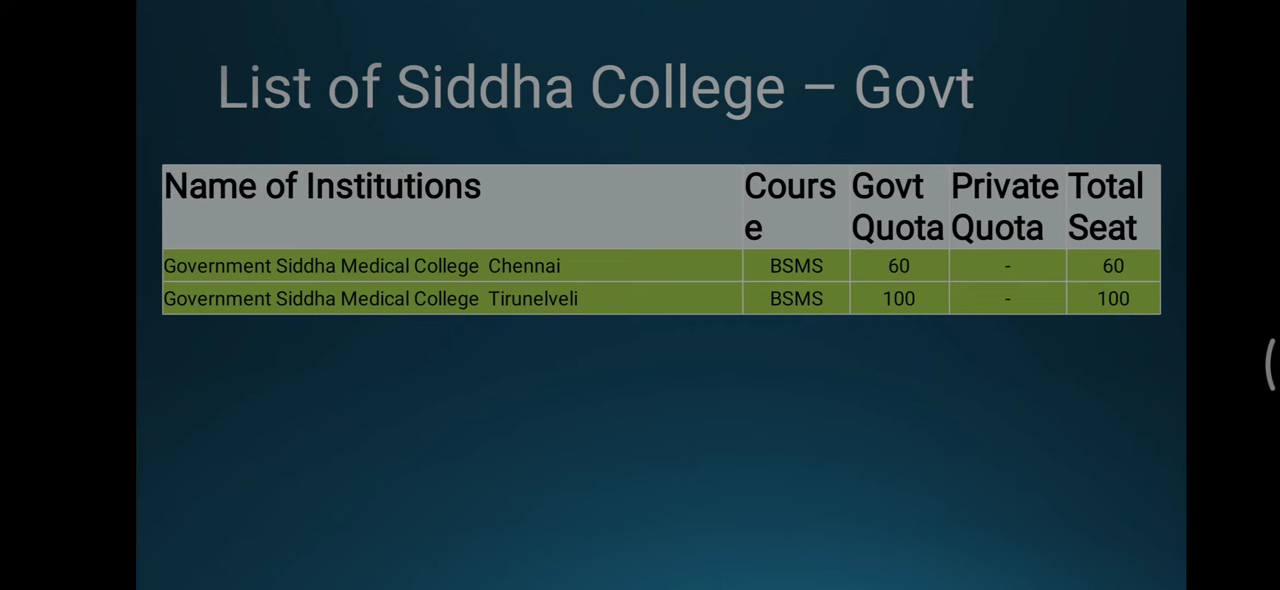 List of Siddha College – Govt
Name of Institutions Cours Govt Private Total
e Quota Quota Seat
Government Siddha Medical College Chennai BSMS 60 - 60
Government Siddha Medical College Tirunelveli BSMS 100 - 100